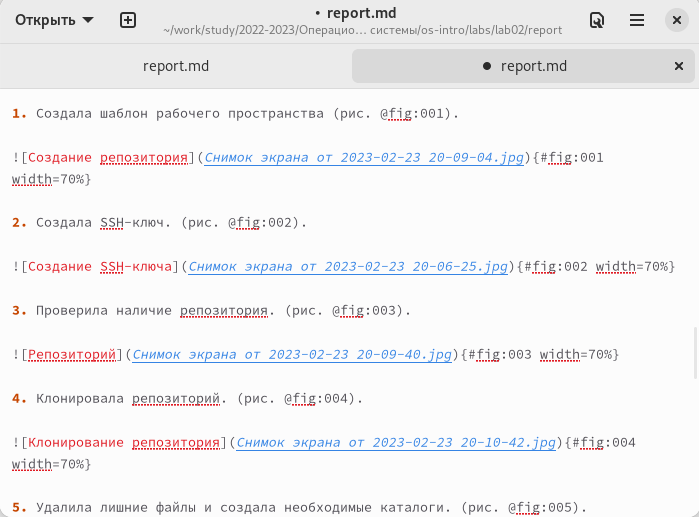 Открыть
• report.md
~/work/study/2022-2023/Операцио… системы/os-intro/labs/lab02/report
report.md
● report.md
1. Создала шаблон рабочего пространства (рис. @fig:001).
![Создание репозитория](Снимок экрана от 2023-02-23 20-09-04.jpg){#fig:001
width=70%}
2. Создала SSH-ключ. (рис. @fig:002).
![Создание SSH-ключа](Снимок экрана от 2023-02-23 20-06-25.jpg){#fig:002 width=70%}
3. Проверила наличие репозитория. (рис. @fig:003).
![Репозиторий](Снимок экрана от 2023-02-23 20-09-40.jpg){#fig:003 width=70%}
4. Клонировала репозиторий. (рис. @fig:004).
![Клонирование репозитория](Снимок экрана от 2023-02-23 20-10-42.jpg){#fig:004
width=70%}
5. Удалила лишние файлы и создала необходимые каталоги. (рис. @fig:005).